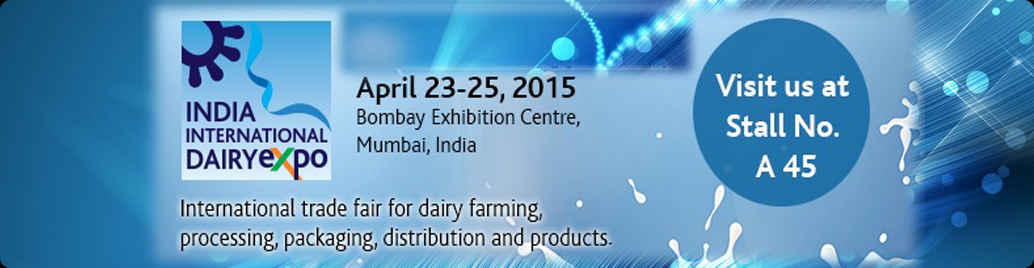 INDIA
INTERNATIONAL
DAIRYexpo
April 23-25, 2015
Bombay Exhibition Centre,
Mumbai, India
Visit us at
Stall No.
A 45
International trade fair for dairy farming,
processing, packaging, distribution and products.